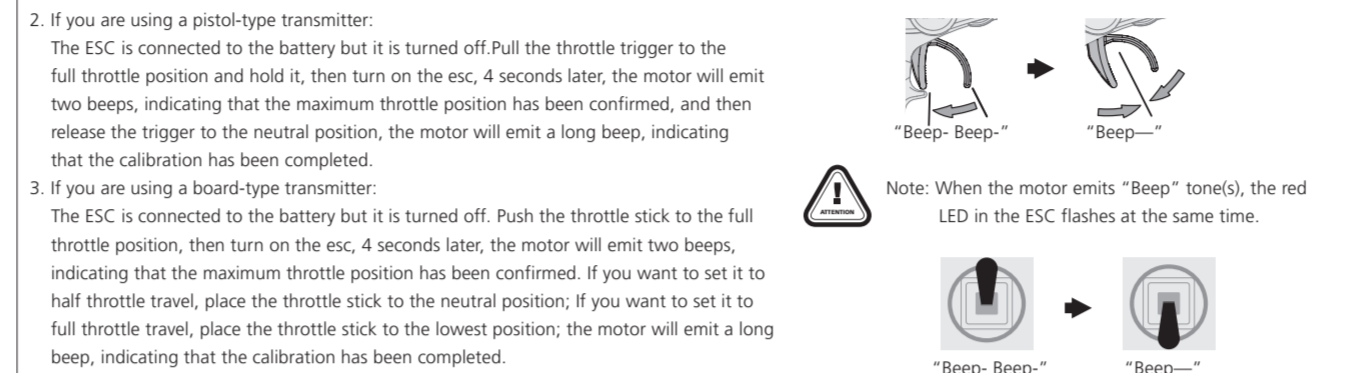 2. If you are using a pistol-type transmitter:
The ESC is connected to the battery but it is turned off.Pull the throttle trigger to the
full throttle position and hold it, then turn on the esc, 4 seconds later, the motor will emit
two beeps, indicating that the maximum throttle position has been confirmed, and then
release the trigger to the neutral position, the motor will emit a long beep, indicating
that the calibration has been completed.
3. If you are using a board-type transmitter:
The ESC is connected to the battery but it is turned off. Push the throttle stick to the full
throttle position, then turn on the esc, 4 seconds later, the motor will emit two beeps,
indicating that the maximum throttle position has been confirmed. If you want to set it to
half throttle travel, place the throttle stick to the neutral position; If you want to set it to
full throttle travel, place the throttle stick to the lowest position; the motor will emit a long
beep, indicating that the calibration has been completed.
"Beep- Beep-"
"Beep—"
ATTENTION
Note: When the motor emits "Beep" tone(s), the red
LED in the ESC flashes at the same time.
"Beep- Beep-"
"Beep—"